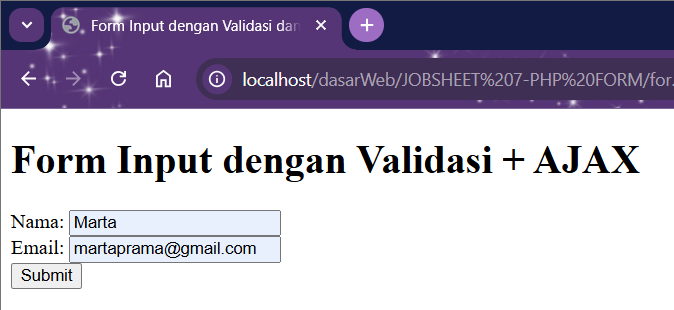 Form Input dengan Validasi dan
localhost/dasarWeb/JOBSHEET%207-PHP%20FORM/for.
Form Input dengan Validasi + AJAX
Nama: Marta
Email: martaprama@gmail.com
Submit